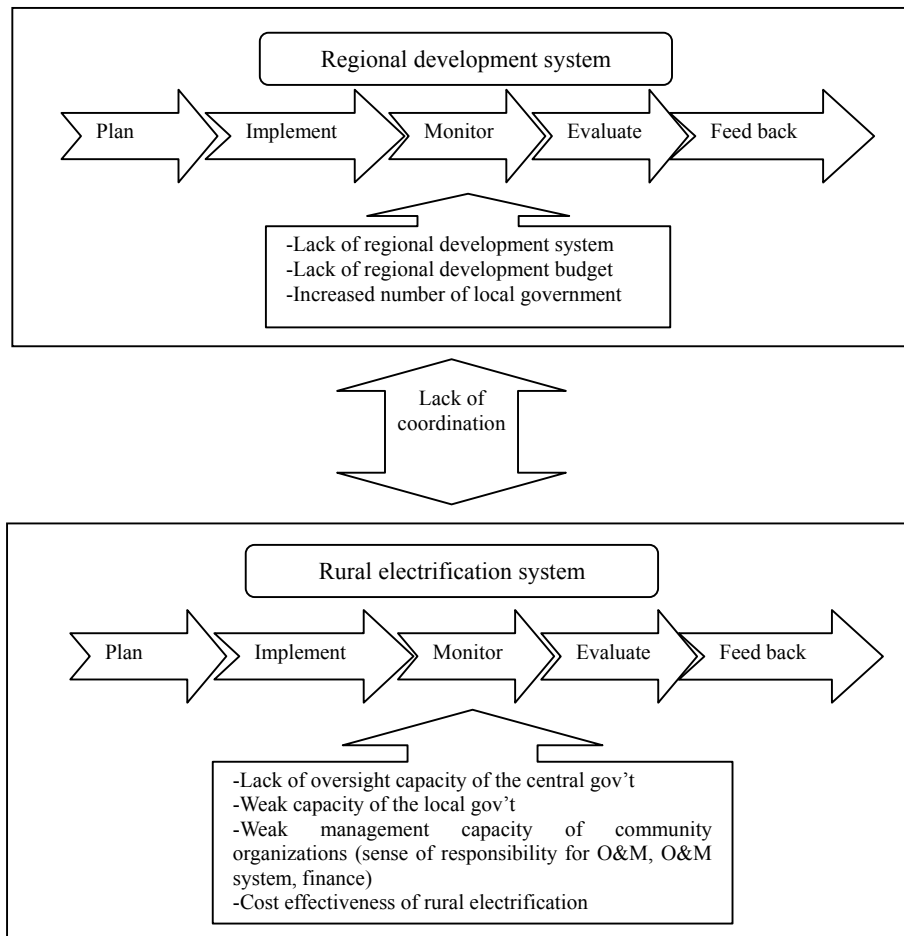 Regional development system
Plan
Implement
Monitor
Evaluate
Feed back
-Lack of regional development system
-Lack of regional development budget
-Increased number of local government
Lack of
coordination
Rural electrification system
Plan
Implement
Monitor
Evaluate
Feed back
-Lack of oversight capacity of the central gov’t
-Weak capacity of the local gov’t
-Weak management capacity of community
organizations (sense of responsibility for O&M, O&M
system, finance)
-Cost effectiveness of rural electrification